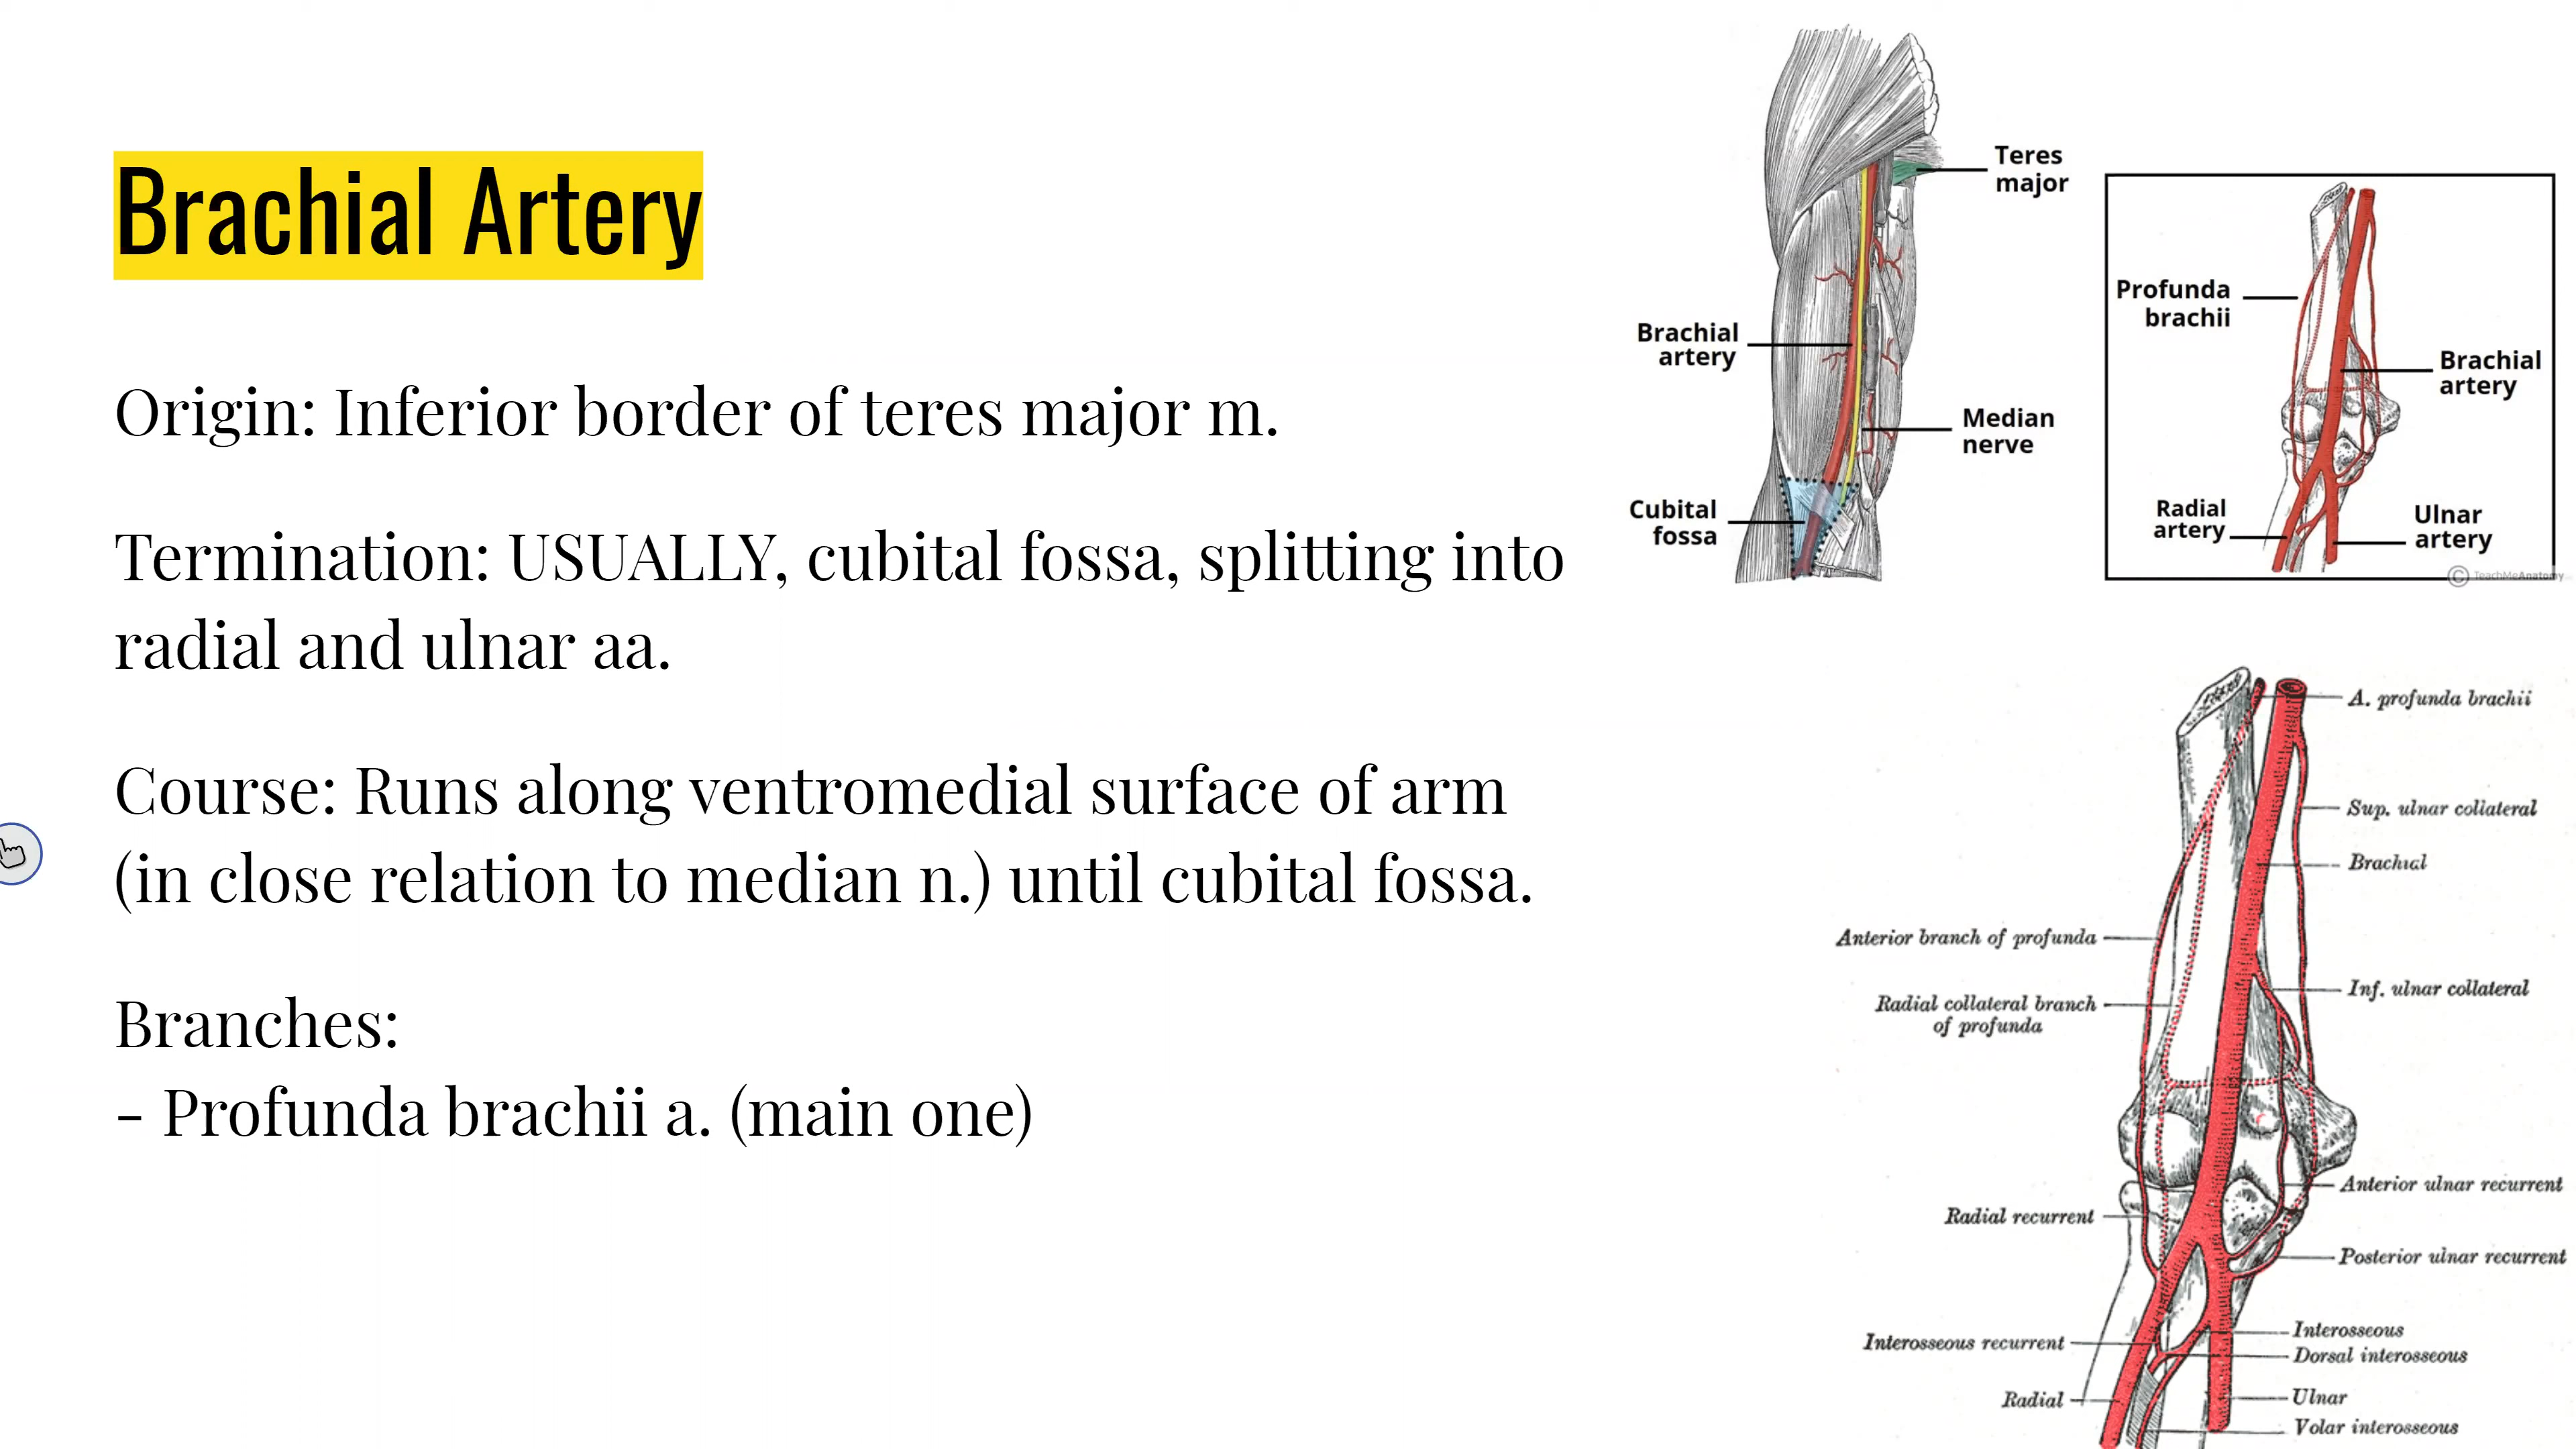 Brachial Artery
Origin: Inferior border of teres major m.
Termination: USUALLY, cubital fossa, splitting into
radial and ulnar aa.
Course: Runs along ventromedial surface of arm
(in close relation to median n.) until cubital fossa.
Branches:
- Profunda brachii a. (main one)
Teres
major
Brachial
artery
Median
nerve
Cubital
fossa
Profunda
brachii
Brachial
artery
Radial
artery
Ulnar
artery
© TeachMeAnatomy
A. profunda brachii
Sup. ulnar collateral
Brachial
Anterior branch of profunda
Radial collateral branch
of profunda
Inf. ulnar collateral
Anterior ulnar recurrent
Radial recurrent
Posterior ulnar recurrent
Interosseous recurrent
Interosseous
Dorsal interosseous
Radial
Ulnar
Volar interosseous